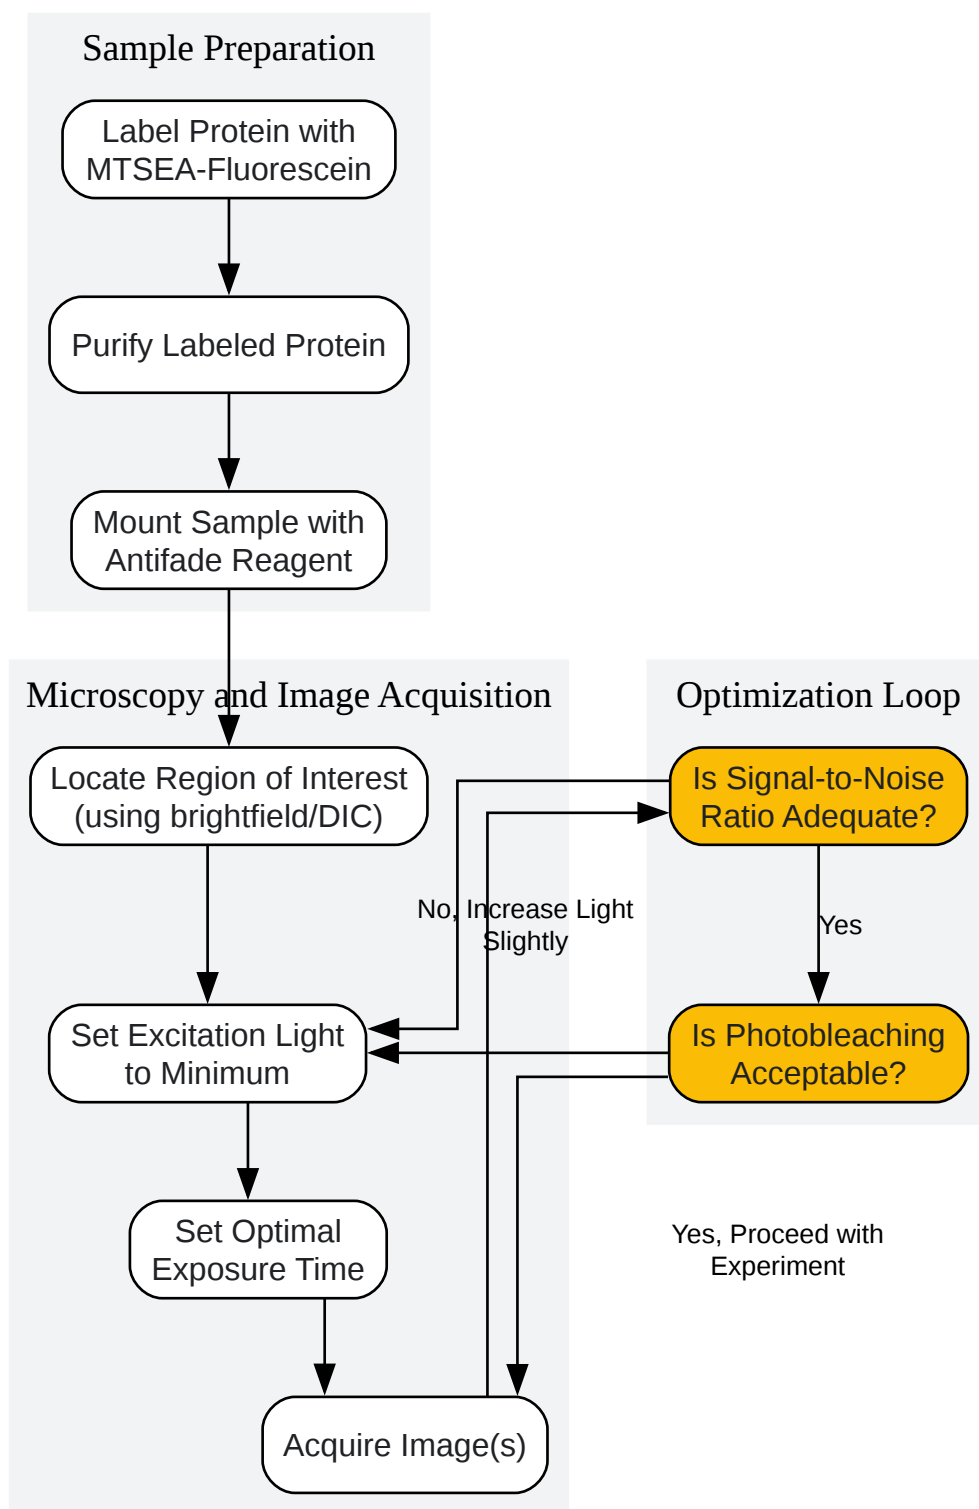 Sample Preparation
Label Protein with
MTSEA-Fluorescein
Purify Labeled Protein
Mount Sample with
Antifade Reagent
Microscopy and Image Acquisition
Optimization Loop
Locate Region of Interest
(using brightfield/DIC)
Is Signal-to-Noise
Ratio Adequate?
No, Increase Light
Slightly
Yes
Set Excitation Light
to Minimum
Is Photobleaching
Acceptable?
Set Optimal
Exposure Time
Yes, Proceed with
Experiment
Acquire Image(s)